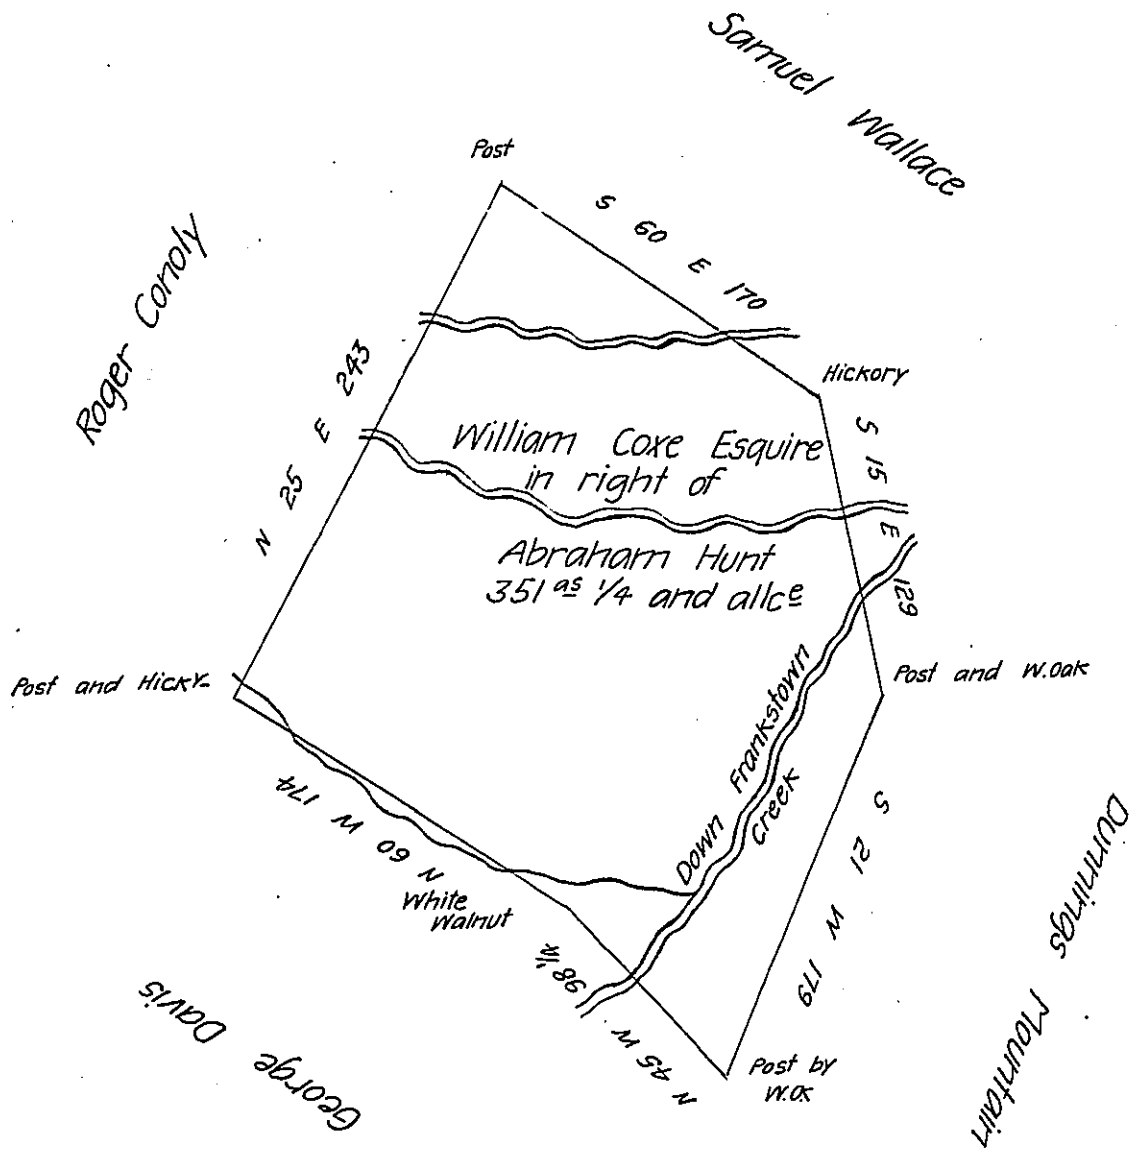 Samuel Wallace
Post
S 60 E 170
Roger Conoly
Hickory
N 25 E 243
S 15 E 129
William Coxe Esquire
in right of
Abraham Hunt
351 as 1/4 and allce
Post and Hicky
Post and W.Oak
Down Frankstown
Creek
S 21 W 179
N 60 W 174
White
Walnut
N 45 W 98 1/4
Dunnings Mountain
George Davis
Post by
W.Ok